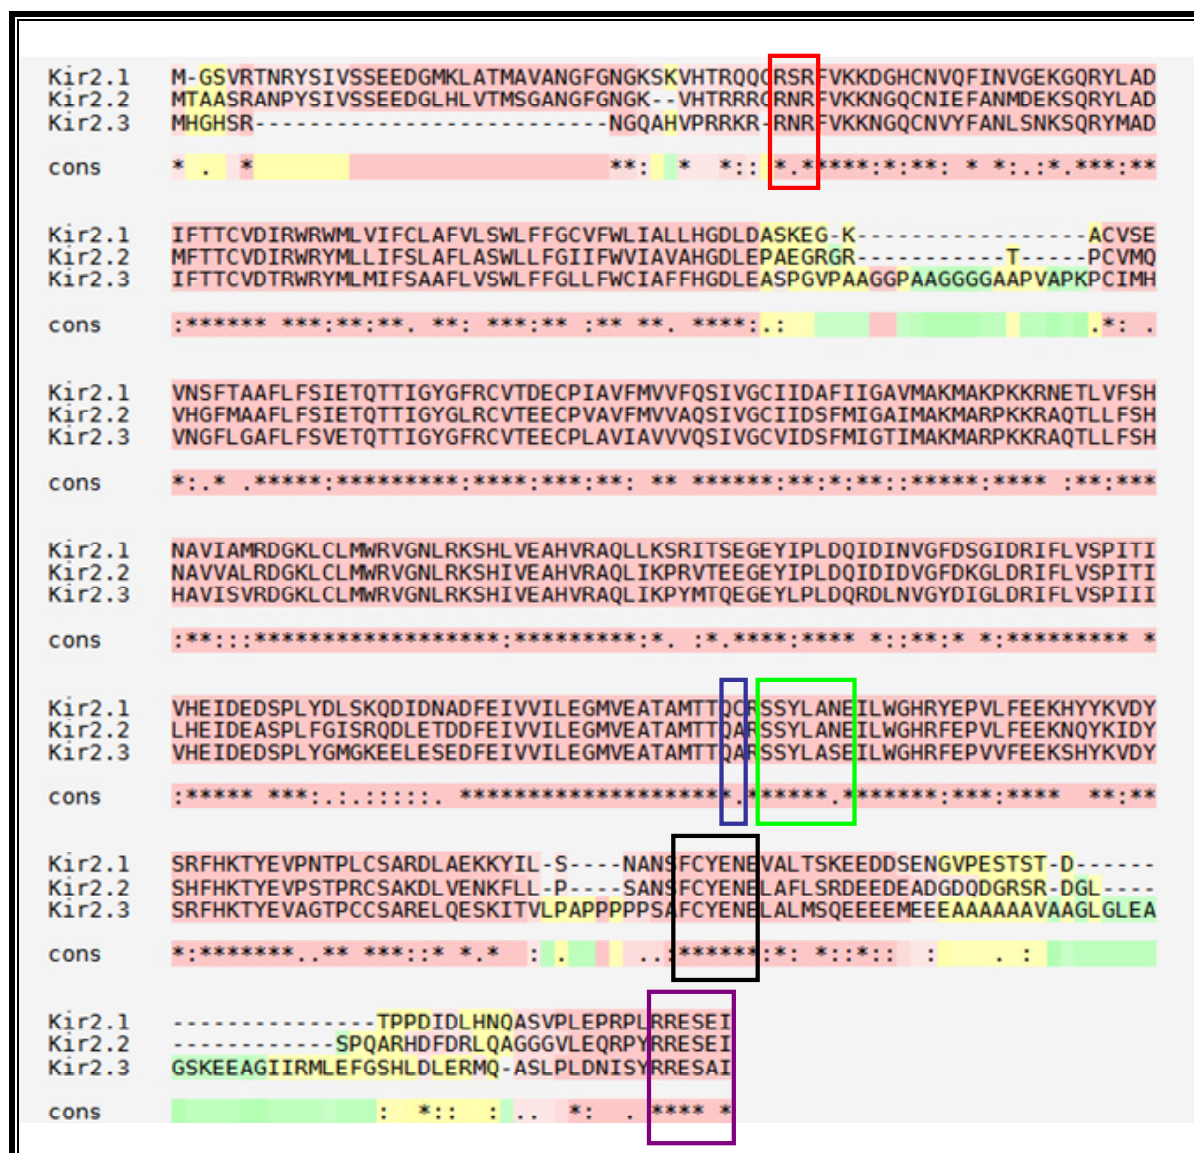 Kir2.1 M-GSVRTNRYSIVSSEEDGMKLATMAVANGFGNGKSKVHTRQQCRSRFVKKDGHCNVQFINVGEKGQRYLAD
Kir2.2 MTAASRANPYSIVSSEEDGLHLVTMSGANGFGNGK--VHTRRRCRNRFVKKNGQCNIEFANMDEKSQRYLAD
Kir2.3 MHGHSR--------------------------NGQAHVPRRKR-RNRFVKKNGQCNVYFANLSNKSQRYMAD
cons * . * **: * *:: *.*****:*:**: * *:.:*.***:**
Kir2.1 IFTTCVDIRWRWMLVIFCLAFVLSWLFFGCVFWLIALLHGDLDASKEG-K-----------------ACVSE
Kir2.2 MFTTCVDIRWRYMLLIFSLAFLASWLLFGIIFWVIAVAHGDLEPAEGRGR-----------T-----PCVMQ
Kir2.3 IFTTCVDTRWRYMLMIFSAAFLVSWLFFGLLFWCIAFFHGDLEASPGVPAAGGPAAGGGGAAPVAPKPCIMH
cons :****** ***:**:**. **: ***:** :** **. ****:.: .*: .
Kir2.1 VNSFTAAFLFSIETQTTIGYGFRCVTDECPIAVFMVVFQSIVGCIIDAFIIGAVMAKMAKPKKRNETLVFSH
Kir2.2 VHGFMAAFLFSIETQTTIGYGLRCVTEECPVAVFMVVAQSIVGCIIDSFMIGAIMAKMARPKKRAQTLLFSH
Kir2.3 VNGFLGAFLFSVETQTTIGYGFRCVTEECPLAVIAVVVQSIVGCVIDSFMIGTIMAKMARPKKRAQTLLFSH
cons *:.* .*****:*********:****:***:**: ** ******:**:*:**::*****:**** :**:***
Kir2.1 NAVIAMRDGKLCLMWRVGNLRKSHLVEAHVRAQLLKSRITSEGEYIPLDQIDINVGFDSGIDRIFLVSPITI
Kir2.2 NAVVALRDGKLCLMWRVGNLRKSHIVEAHVRAQLIKPRVTEEGEYIPLDQIDIDVGFDKGLDRIFLVSPITI
Kir2.3 HAVISVRDGKLCLMWRVGNLRKSHIVEAHVRAQLIKPYMTQEGEYLPLDQRDLNVGYDIGLDRIFLVSPIII
cons :**:::******************:*********:*. :*.****:**** *::**:* *:********* *
Kir2.1 VHEIDEDSPLYDLSKQDIDNADFEIVVILEGMVEATAMTTQCRSSYLANEILWGHRYEPVLFEEKHYYKVDY
Kir2.2 LHEIDEASPLFGISRQDLETDDFEIVVILEGMVEATAMTTQARSSYLANEILWGHRFEPVLFEEKNQYKIDY
Kir2.3 VHEIDEDSPLYGMGKEELESEDFEIVVILEGMVEATAMTTQARSSYLASEILWGHRFEPVVFEEKSHYKVDY
cons :***** ***:.:.:::::. ********************.******.*******:***:**** **:**
Kir2.1 SRFHKTYEVPNTPLCSARDLAEKKYIL-S----NANSFCYENEVALTSKEEDDSENGVPESTST-D------
Kir2.2 SHFHKTYEVPSTPRCSAKDLVENKFLL-P----SANSFCYENELAFLSRDEEDEADGDQDGRSR-DGL----
Kir2.3 SRFHKTYEVAGTPCCSARELQESKITVLPAPPPPPSAFCYENELALMSQEEEEMEEEAAAAAAVAAGLGLEA
cons *:*******..** ***::* *.* : . ..:******:*: *::*:: : . :
Kir2.1 ---------------TPPDIDLHNQASVPLEPRPLRRESEI
Kir2.2 ------------SPQARHDFDRLQAGGGVLEQRPYRRESEI
Kir2.3 GSKEEAGIIRMLEFGSHLDLERMQ-ASLPLDNISYRRESAI
cons : *:: : .. *: . **** *